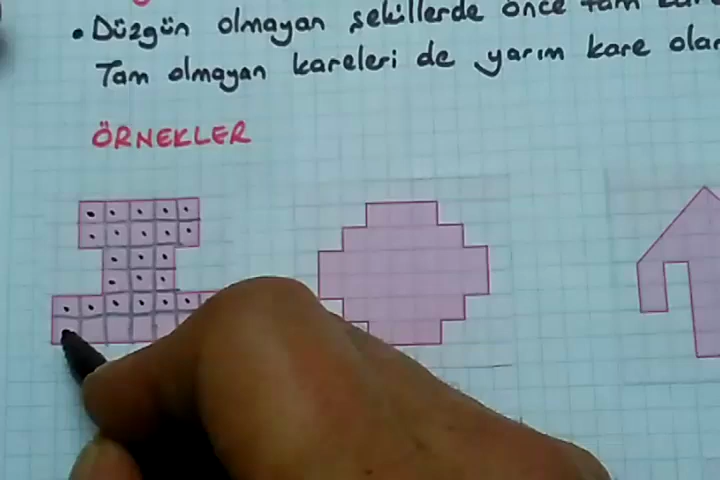 • Düzgün olmayan şekillerde önce tam
Tam olmayan kareleri de yarım kare olar
ÖRNEKLER